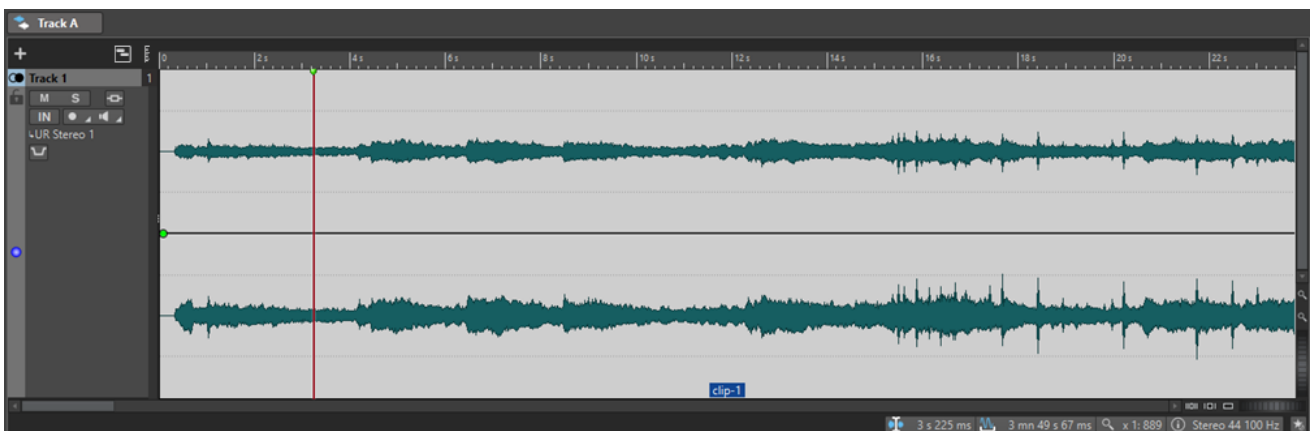 Track A
0 2 s 4 s 6 s 8 s 10 s 12 s 14 s 16 s 18 s 20 s 22 s
Track 1 1
M S
IN
UR Stereo 1
clip-1
3 s 225 ms 3 mn 49 s 67 ms x 1: 889 Stereo 44 100 Hz